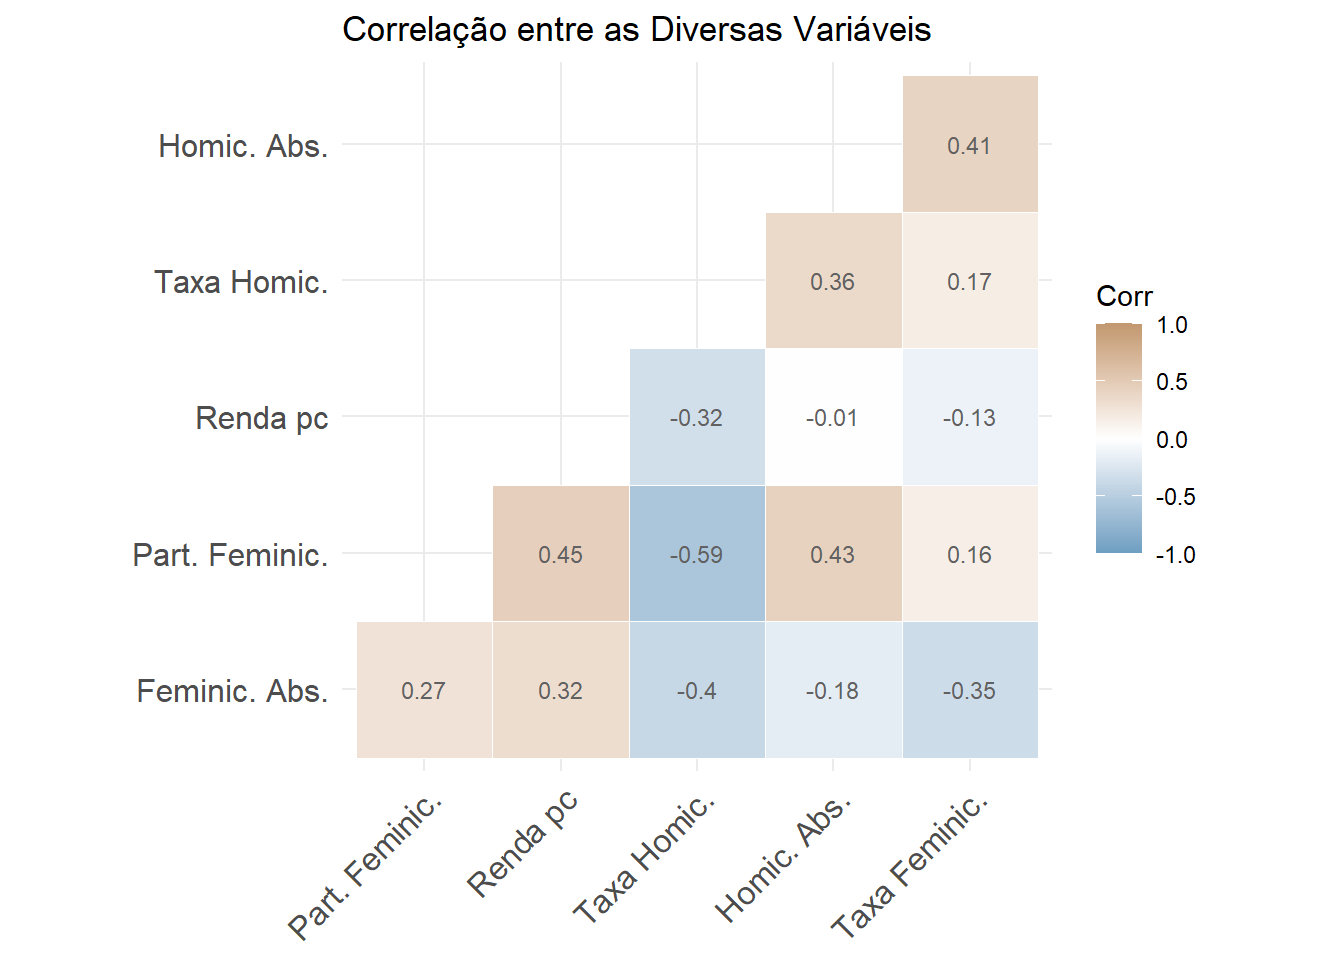 Correlação entre as Diversas Variáveis
Homic. Abs.
0.41
Taxa Homic.
0.36
0.17
Renda pc
-0.32
-0.01
-0.13
Part. Feminic.
0.45
-0.59
0.43
0.16
Feminic. Abs.
0.27
0.32
-0.4
-0.18
-0.35
Part. Feminic.
Renda pc
Taxa Homic.
Homic. Abs.
Taxa Feminic.
Corr
1.0
0.5
0.0
-0.5
-1.0